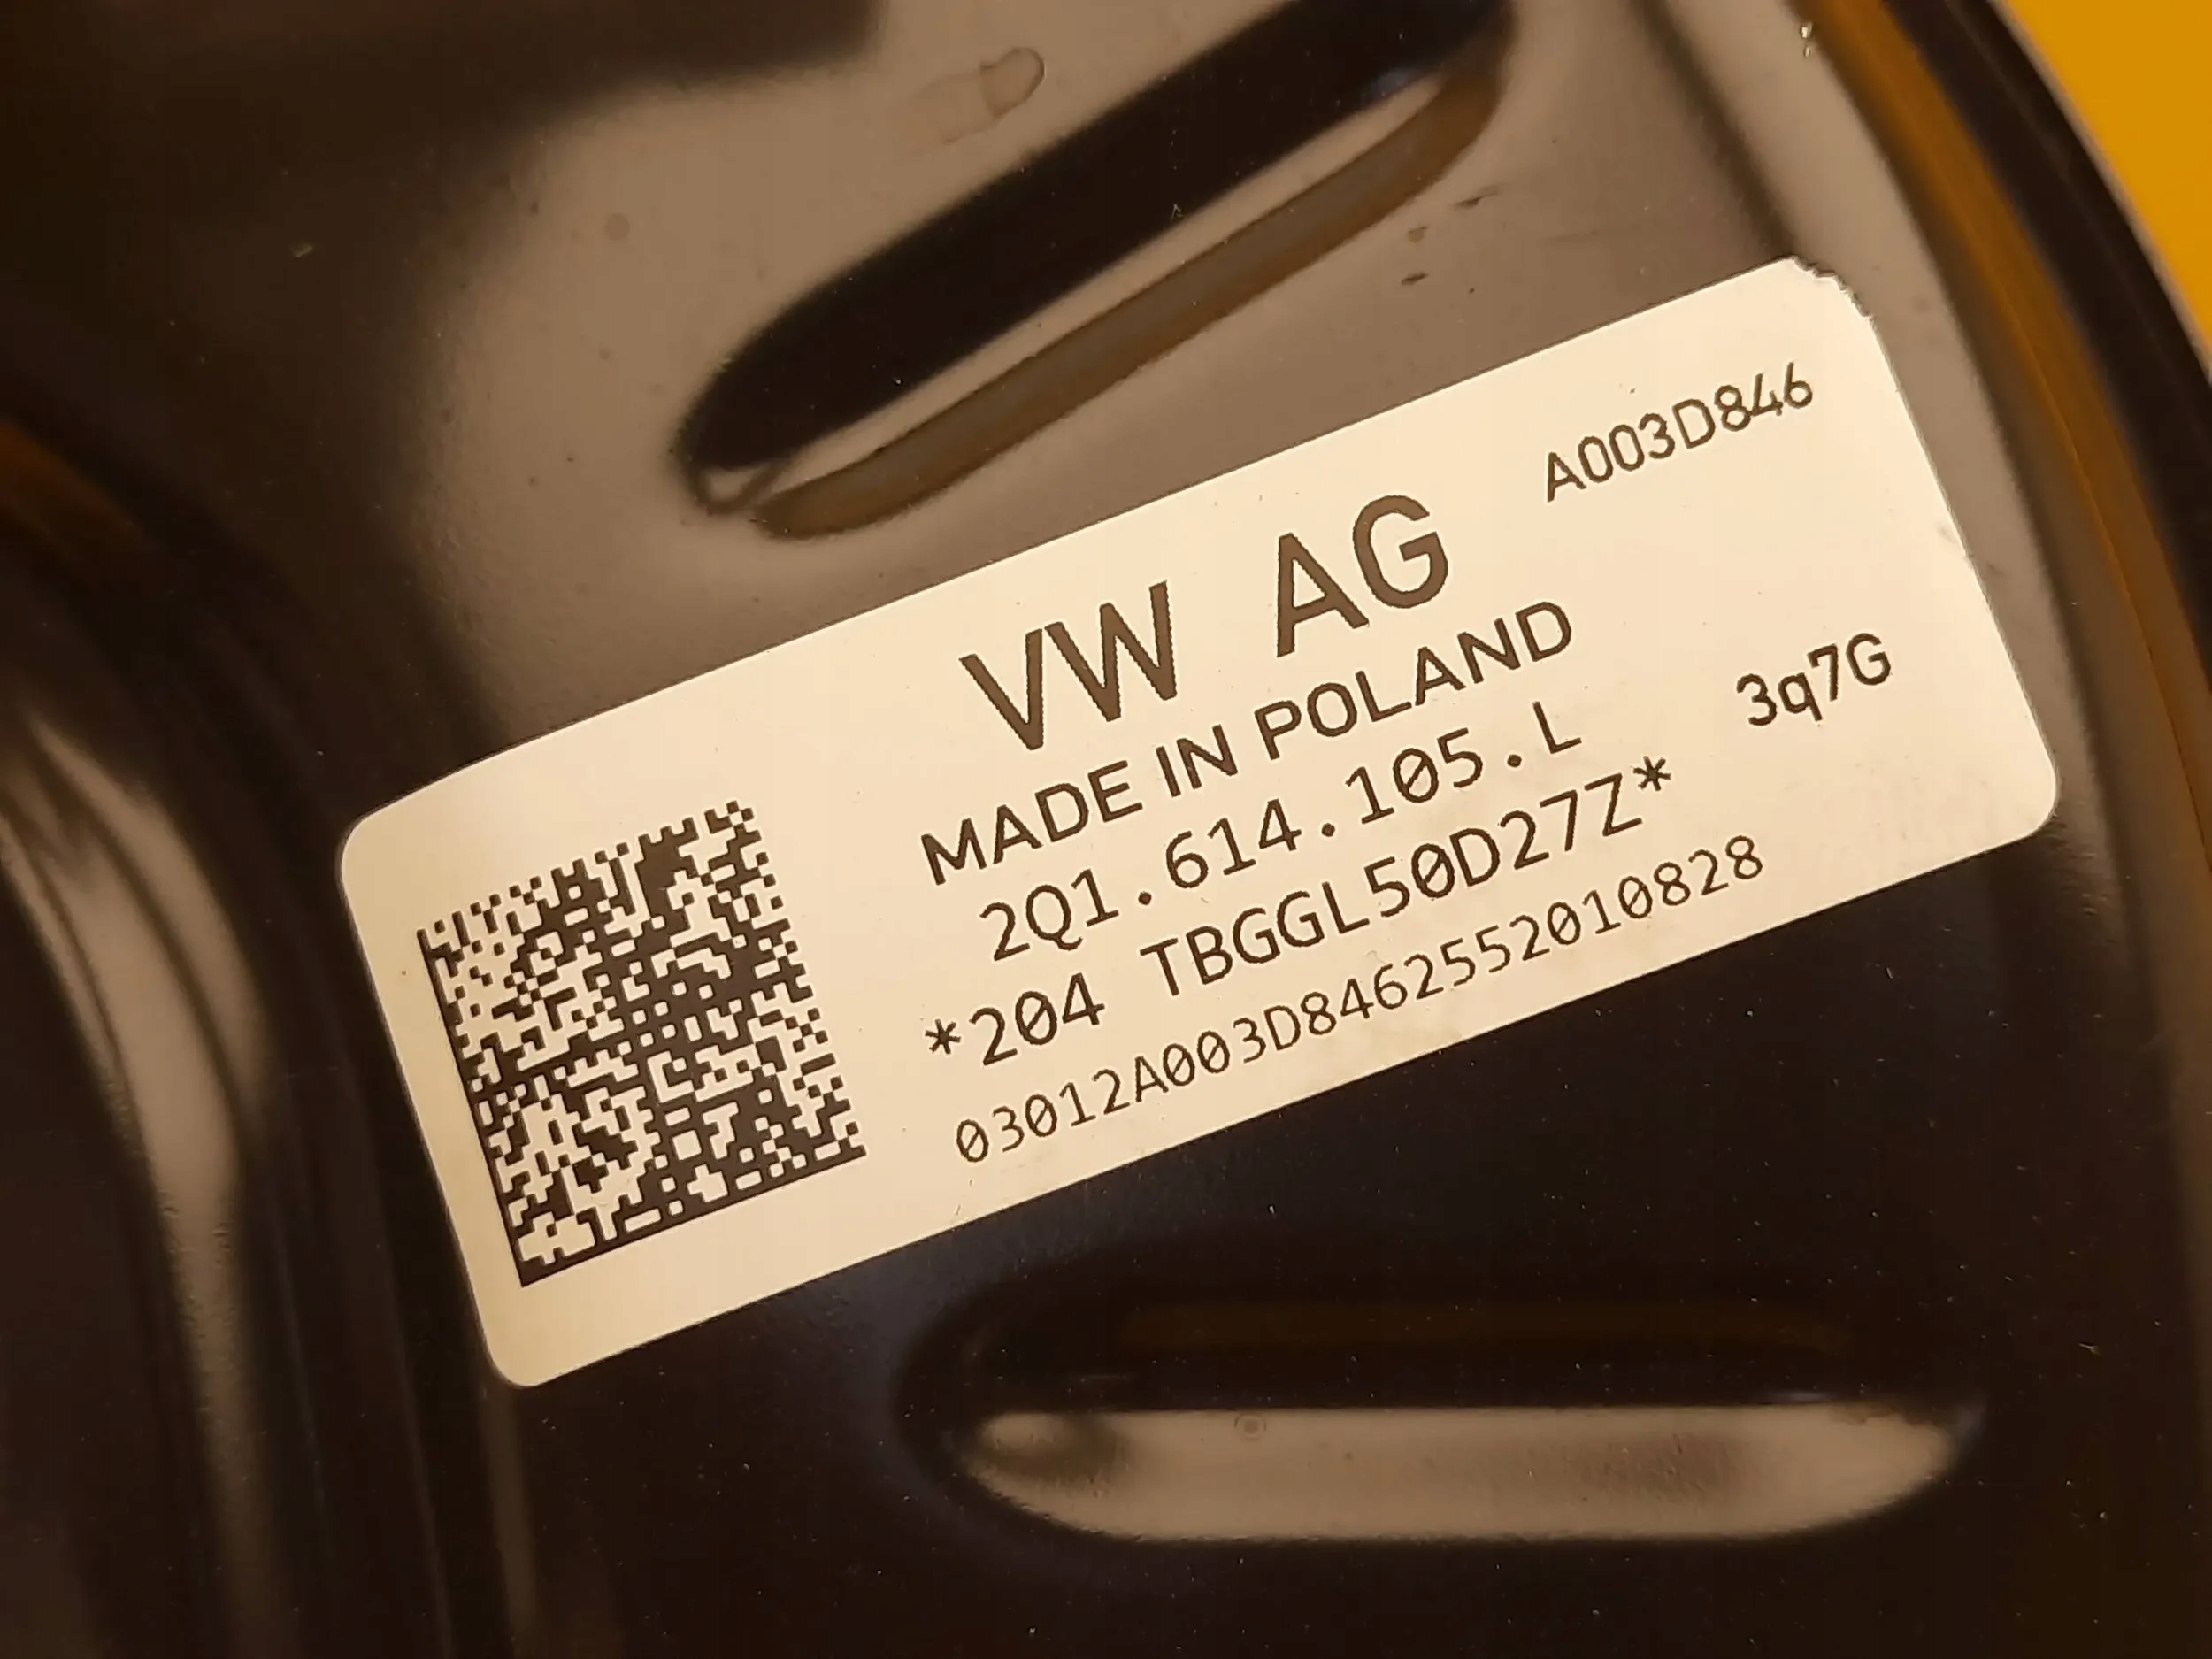 A003D846
VW AG
MADE IN POLAND
3q7G
2Q1.614.105.L
*204 TBGGL50D27Z*
03012A003D8462552010828